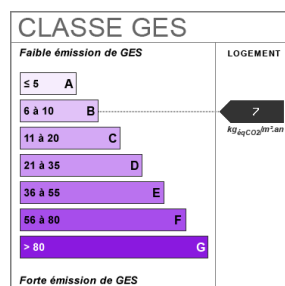 CLASSE GES
Faible émission de GES
LOGEMENT
≤ 5 A
6 à 10 B
7
kgéqCO2/m².an
11 à 20 C
21 à 35 D
36 à 55 E
56 à 80 F
> 80 G
Forte émission de GES